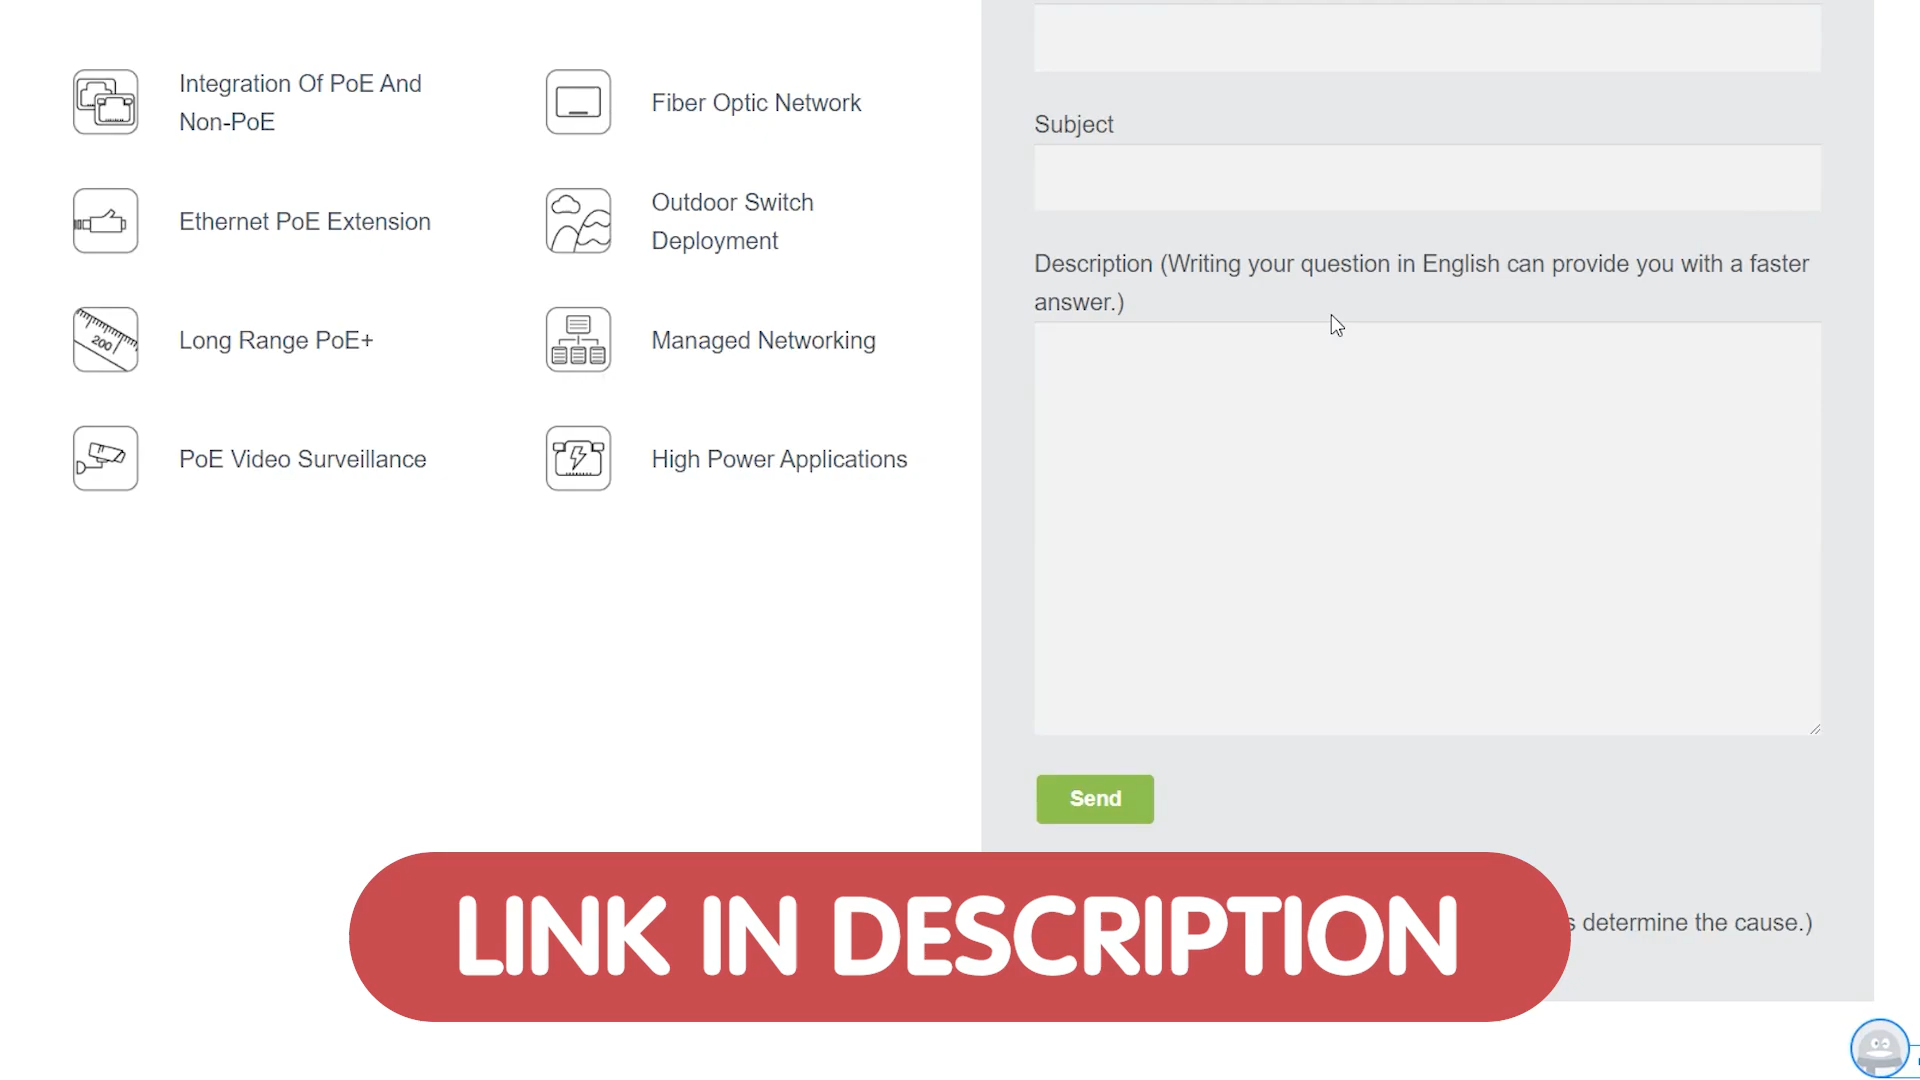 Integration Of PoE And
Non-PoE
Fiber Optic Network
Ethernet PoE Extension
Outdoor Switch
Deployment
200
Long Range PoE+
Managed Networking
PoE Video Surveillance
High Power Applications
Subject
Description (Writing your question in English can provide you with a faster
answer.)
Send
determine the cause.)
LINK IN DESCRIPTION